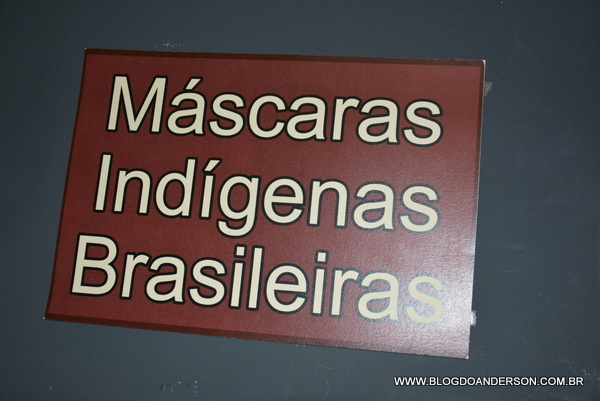 Máscaras
Indígenas
Brasileiras
WWW.BLOGDOANDERSON.COM.BR